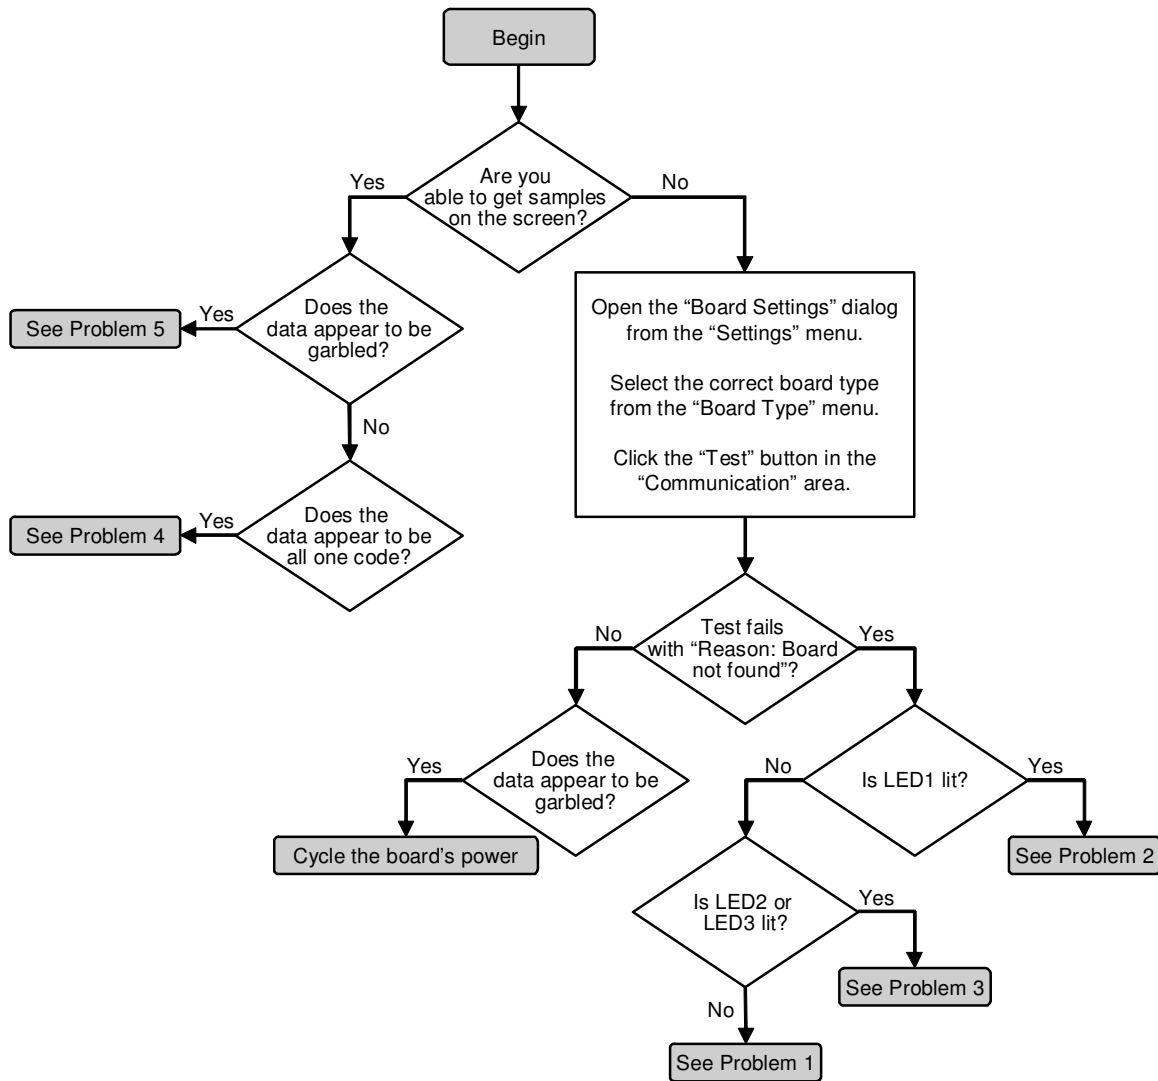 Begin
Are you
able to get samples
on the screen?
Yes
No
Does the
data appear to be
garbled?
Yes
See Problem 5
No
Does the
data appear to be
all one code?
Yes
See Problem 4
Open the “Board Settings” dialog
from the “Settings” menu.
Select the correct board type
from the “Board Type” menu.
Click the “Test” button in the
“Communication” area.
Test fails
with “Reason: Board
not found”?
No
Yes
Does the
data appear to be
garbled?
Yes
Cycle the board’s power
Is LED1 lit?
No
Yes
See Problem 2
Is LED2 or
LED3 lit?
Yes
See Problem 3
No
See Problem 1